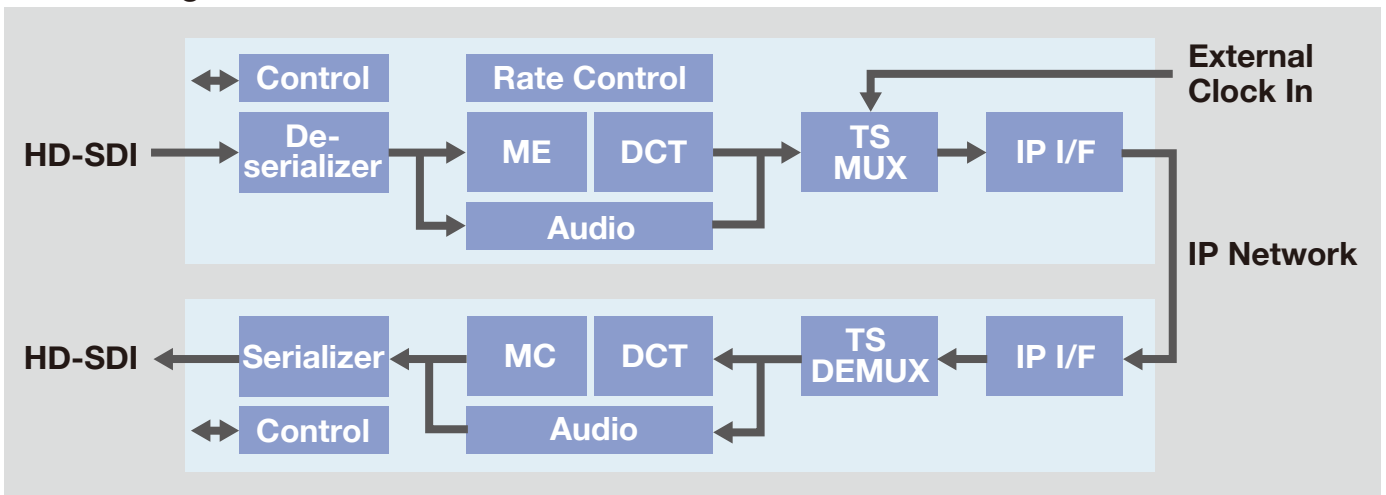 Control
Rate Control
External
Clock In
HD-SDI
De-
serializer
ME
DCT
TS
MUX
IP I/F
Audio
IP Network
HD-SDI
Serializer
MC
DCT
TS
DEMUX
IP I/F
Control
Audio